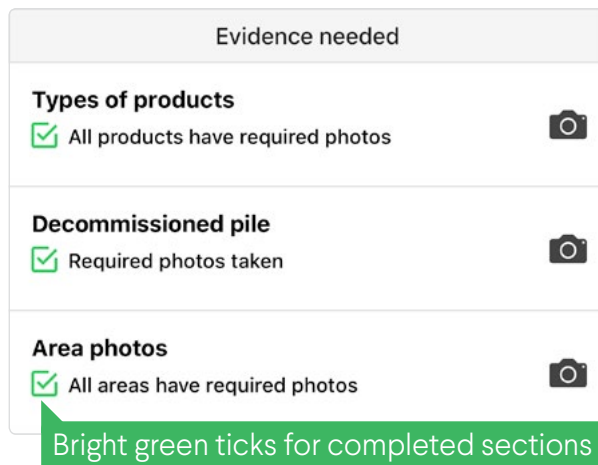 Evidence needed
Types of products
All products have required photos
Decommissioned pile
Required photos taken
Area photos
All areas have required photos
Bright green ticks for completed sections